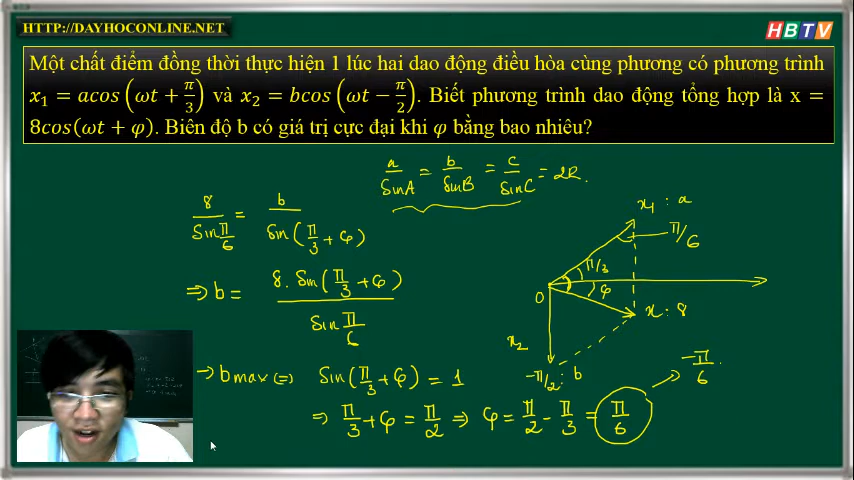 HTTP://DAYHOCONLINE.NET
HBTV
Một chất điểm đồng thời thực hiện 1 lúc hai dao động điều hòa cùng phương có phương trình
x₁ = acos(ωt + π/3) và x₂ = bcos(ωt − π/2). Biết phương trình dao động tổng hợp là x =
8cos(ωt + φ). Biên độ b có giá trị cực đại khi φ bằng bao nhiêu?
a/SinA = b/SinB = c/SinC = 2R.
8/Sin π/6 = b/Sin(π/3 + φ)
⇒ b = 8.Sin(π/3 + φ)/Sin π/6
→ bmax ⇔ Sin(π/3 + φ) = 1
⇒ π/3 + φ = π/2 ⇒ φ = π/2 − π/3 = π/6 → −π/6
x₁ : a
π/6
π/3
φ
O
x : 8
x₂
−π/2 : b